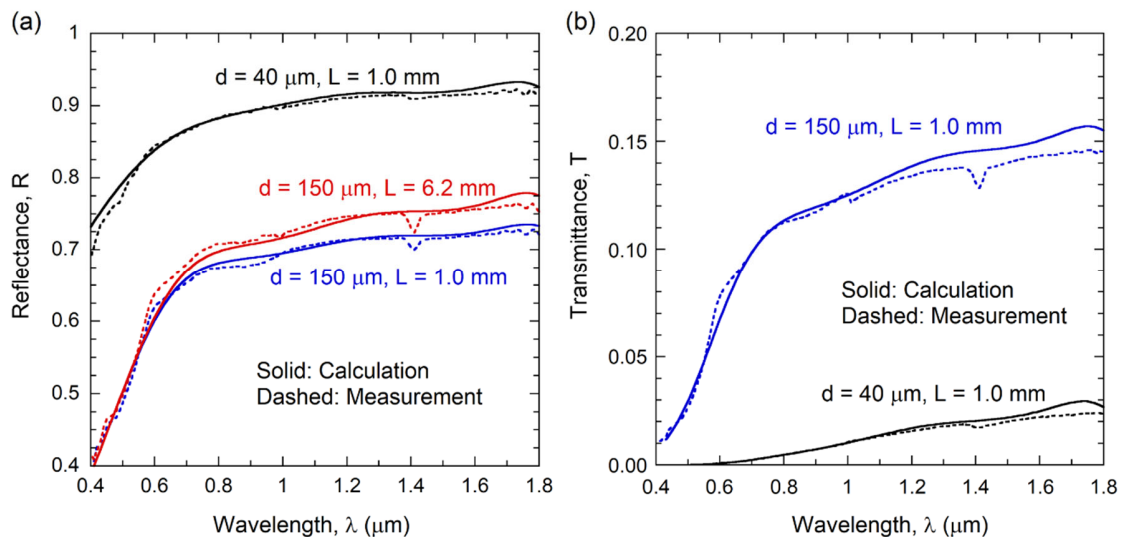 (a)
1
0.9
0.8
0.7
0.6
0.5
0.4
Reflectance, R
d = 40 μm, L = 1.0 mm
d = 150 μm, L = 6.2 mm
d = 150 μm, L = 1.0 mm
Solid: Calculation
Dashed: Measurement
0.4 0.6 0.8 1 1.2 1.4 1.6 1.8
Wavelength, λ (μm)
(b)
0.20
0.15
0.10
0.05
0.00
Transmittance, T
d = 150 μm, L = 1.0 mm
Solid: Calculation
Dashed: Measurement
d = 40 μm, L = 1.0 mm
0.4 0.6 0.8 1 1.2 1.4 1.6 1.8
Wavelength, λ (μm)